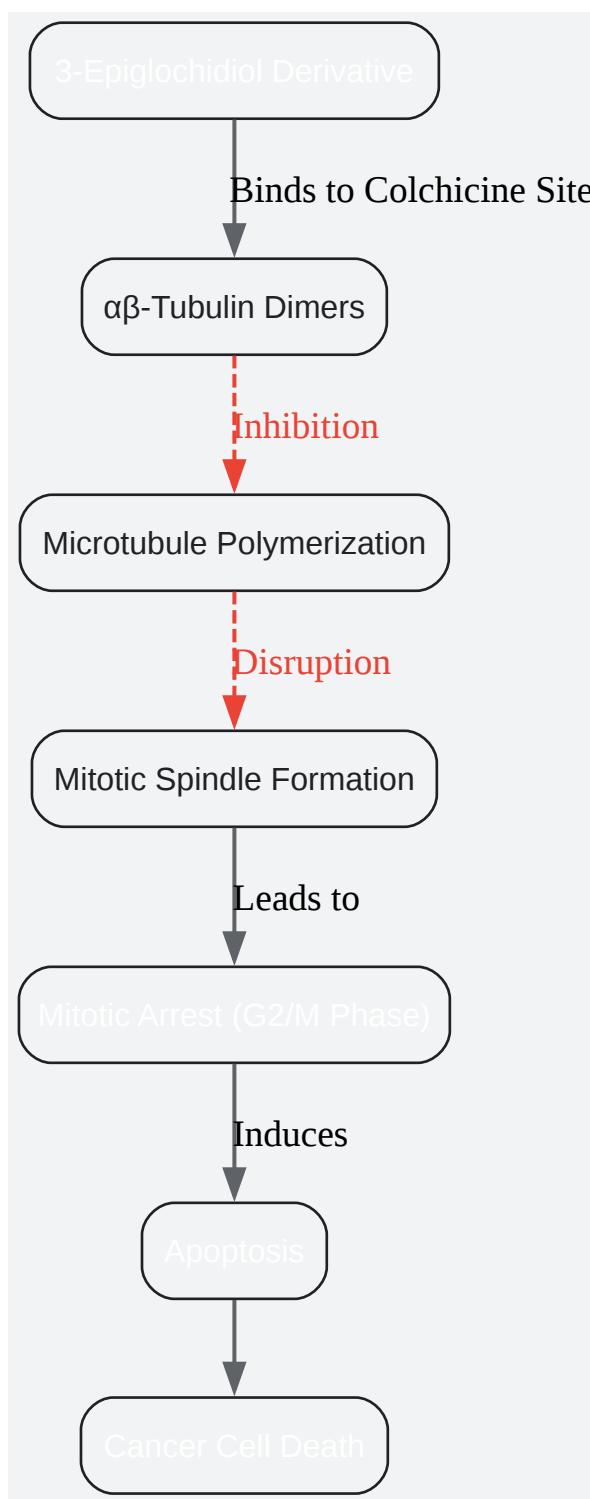 3-Epiglochidiol Derivative
Binds to Colchicine Site
αβ-Tubulin Dimers
Inhibition
Microtubule Polymerization
Disruption
Mitotic Spindle Formation
Leads to
Mitotic Arrest (G2/M Phase)
Induces
Apoptosis
Cancer Cell Death